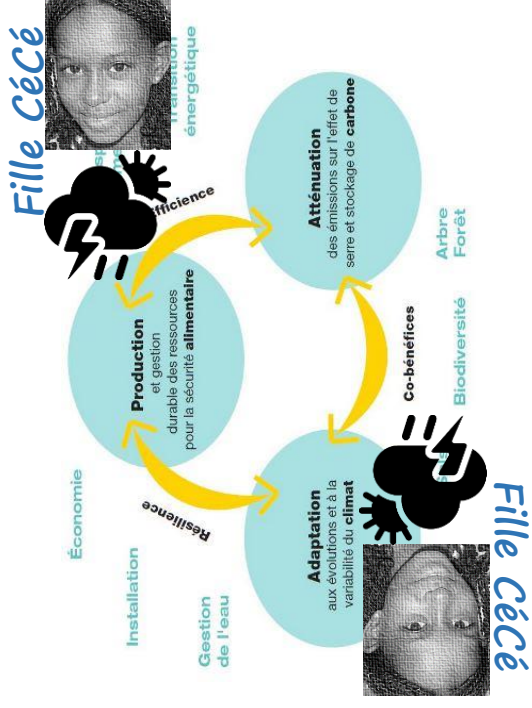 Fille CéCé
Économie
Production
et gestion
durable des ressources
pour la sécurité alimentaire
Transition
énergétique
Installation
Résilience
fficience
Gestion
de l'eau
Adaptation
aux évolutions et à la
variabilité du climat
Atténuation
des émissions sur l'effet de
serre et stockage de carbone
Co-bénéfices
Biodiversité
Arbre
Forêt
Fille CéCé